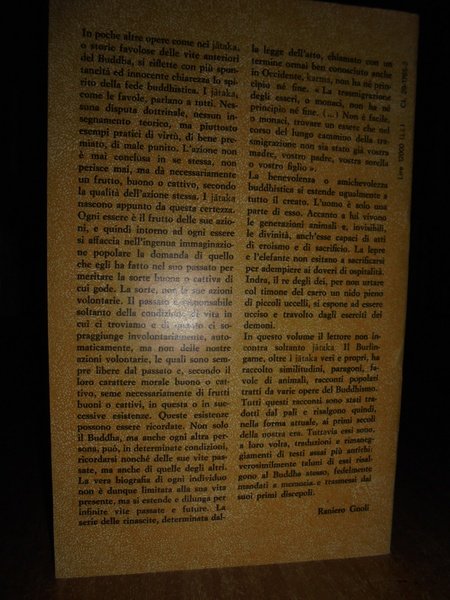 In poche altre opere come nei jātaka,
o storie favolose delle vite anteriori
del Buddha, si riflette con più spon-
taneità ed innocente chiarezza lo spi-
rito della fede buddhistica. I jātaka,
come le favole, parlano a tutti. Nes-
suna disputa dottrinale, nessun in-
segnamento teorico, ma piuttosto
esempi pratici di virtù, di bene pre-
miato, di male punito. L'azione non
è mai conclusa in se stessa, non
perisce mai, ma dà necessariamente
un frutto, buono o cattivo, secondo
la qualità dell'azione stessa. I jātaka
nascono appunto da questa certezza.
Ogni essere è il frutto delle sue azio-
ni, e quindi intorno ad ogni essere
si affaccia nell'ingenua immaginazio-
ne popolare la domanda di quello
che egli ha fatto nel suo passato per
meritare la sorte buona o cattiva di
cui gode. La sorte, non le sue azioni
volontarie. Il passato è responsabile
soltanto della condizione di vita in
cui ci troviamo e di quanto ci so-
praggiunge involontariamente, auto-
maticamente, ma non delle nostre
azioni volontarie, le quali sono sem-
pre libere dal passato e, secondo il
loro carattere morale buono o cat-
tivo, seme necessariamente di frutti
buoni o cattivi, in questa o in suc-
cessive esistenze. Queste esistenze
possono essere ricordate. Non solo
il Buddha, ma anche ogni altra perso-
na, può, in determinate condizioni,
ricordarsi nonché delle sue vite pas-
sate, ma anche di quelle degli altri.
La vera biografia di ogni individuo
non è dunque limitata alla sua vita
presente, ma si estende e dilunga per
infinite vite passate e future. La
serie delle rinascite, determinata dal-
la legge dell'atto, chiamato con un
termine ormai ben conosciuto anche
in Occidente, karma, non ha né prin-
cipio né fine. « La trasmigrazione
degli esseri, o monaci, non ha né
principio né fine. (...) Non è facile,
o monaci, trovare un essere che nel
corso del lungo cammino della tra-
smigrazione non sia stato già vostra
madre, vostro padre, vostra sorella
o vostro figlio ».
La benevolenza o amichevolezza
buddhistica si estende ugualmente a
tutto il creato. L'uomo è solo una
parte di esso. Accanto a lui vivono
le generazioni animali e, invisibili,
le divinità, anch'esse capaci di atti
di eroismo e di sacrificio. La lepre
e l'elefante non esitano a sacrificarsi
per adempiere ai doveri di ospitalità.
Indra, il re degli dei, per non urtare
col timone del carro un nido pieno
di piccoli uccelli, si espone ad essere
ucciso e travolto dagli eserciti dei
demoni.
In questo volume il lettore non in-
contra soltanto jātaka. Il Burlin-
game, oltre i jātaka veri e propri, ha
raccolto similitudini, paragoni, fa-
vole di animali, racconti popolari
tratti da varie opere del Buddhismo.
Tutti questi racconti sono stati tra-
dotti dal pāli e risalgono quindi,
nella forma attuale, ai primi secoli
della nostra era. Tuttavia essi sono,
a loro volta, traduzioni e rimaneg-
giamenti di testi assai più antichi:
verosimilmente taluni di essi risal-
gono al Buddha stesso, fedelmente
mandati a memoria e trasmessi dai
suoi primi discepoli.
Raniero Gnoli
Lire 12000 (i.i.)